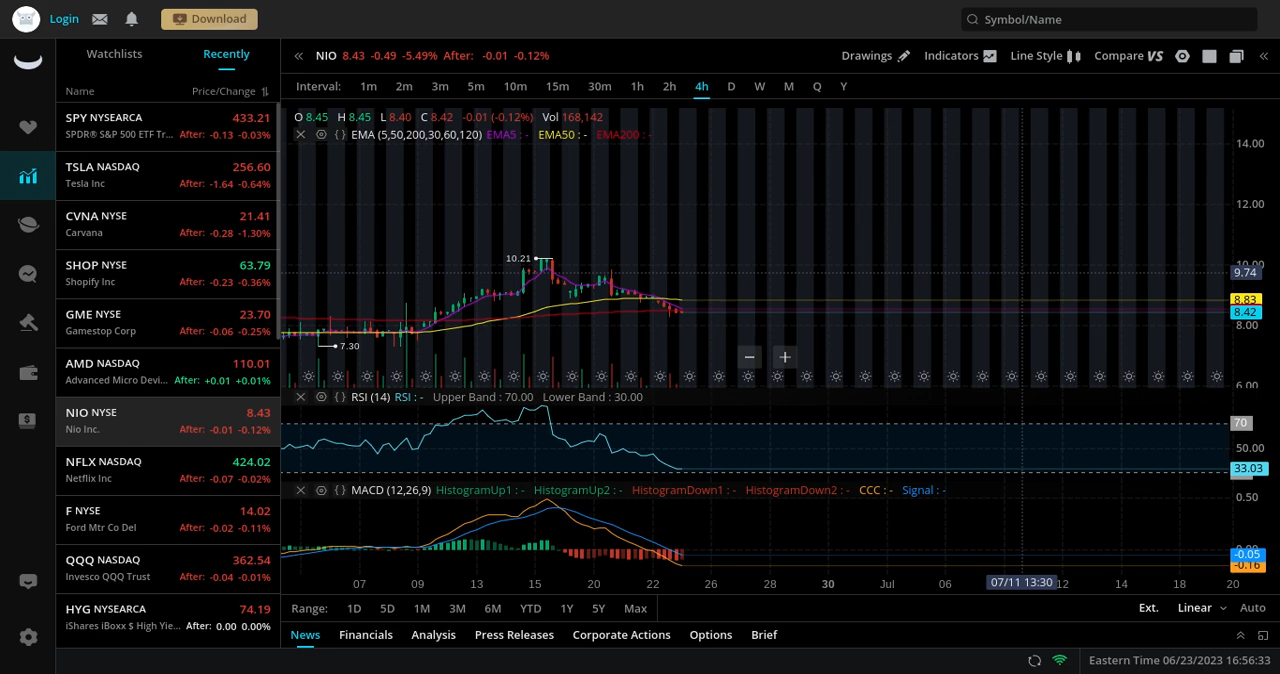 Login
Download
Symbol/Name
Watchlists Recently
Name Price/Change
SPY NYSEARCA 433.21
SPDR® S&P 500 ETF Tr... After: -0.13 -0.03%
TSLA NASDAQ 256.60
Tesla Inc After: -1.64 -0.64%
CVNA NYSE 21.41
Carvana After: -0.28 -1.30%
SHOP NYSE 63.79
Shopify Inc After: -0.23 -0.36%
GME NYSE 23.70
Gamestop Corp After: -0.06 -0.25%
AMD NASDAQ 110.01
Advanced Micro Devi... After: +0.01 +0.01%
NIO NYSE 8.43
Nio Inc. After: -0.01 -0.12%
NFLX NASDAQ 424.02
Netflix Inc After: -0.07 -0.02%
F NYSE 14.02
Ford Mtr Co Del After: -0.02 -0.11%
QQQ NASDAQ 362.54
Invesco QQQ Trust After: -0.04 -0.01%
HYG NYSEARCA 74.19
iShares iBoxx $ High Yie... After: 0.00 0.00%
NIO 8.43 -0.49 -5.49% After: -0.01 -0.12%
Drawings Indicators Line Style Compare VS
Interval: 1m 2m 3m 5m 10m 15m 30m 1h 2h 4h D W M Q Y
O 8.45 H 8.45 L 8.40 C 8.42 -0.01 (-0.12%) Vol 168,142
EMA (5,50,200,30,60,120) EMA5 : - EMA50 : - EMA200 : -
14.00
12.00
10.21
10.00
9.74
8.83
8.42
8.00
7.30
6.00
RSI (14) RSI : - Upper Band : 70.00 Lower Band : 30.00
70
50.00
33.03
MACD (12,26,9) HistogramUp1 : - HistogramUp2 : - HistogramDown1 : - HistogramDown2 : - CCC : - Signal : -
0.50
-0.05
-0.16
07 09 13 15 20 22 26 28 30 Jul 06 07/11 13:30 12 14 18 20
Range: 1D 5D 1M 3M 6M YTD 1Y 5Y Max
Ext. Linear Auto
News Financials Analysis Press Releases Corporate Actions Options Brief
Eastern Time 06/23/2023 16:56:33